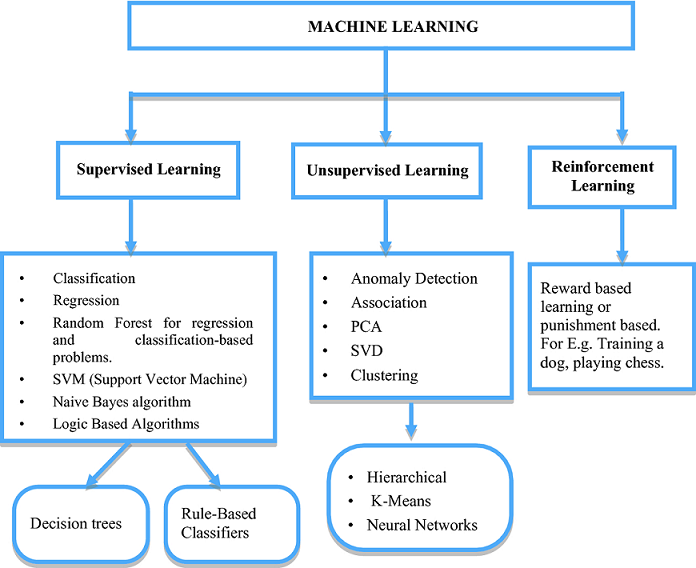 MACHINE LEARNING
Supervised Learning
Unsupervised Learning
Reinforcement
Learning
• Classification
• Regression
• Random Forest for regression
and classification-based
problems.
• SVM (Support Vector Machine)
• Naive Bayes algorithm
• Logic Based Algorithms
• Anomaly Detection
• Association
• PCA
• SVD
• Clustering
Reward based
learning or
punishment based.
For E.g. Training a
dog, playing chess.
Decision trees
Rule-Based
Classifiers
• Hierarchical
• K-Means
• Neural Networks